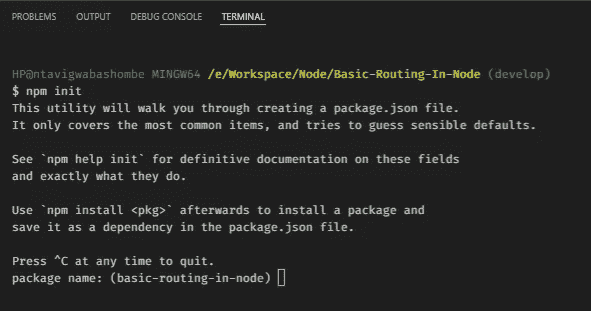 PROBLEMS OUTPUT DEBUG CONSOLE TERMINAL
HP@ntavigwabashombe MINGW64 /e/Workspace/Node/Basic-Routing-In-Node (develop)
$ npm init
This utility will walk you through creating a package.json file.
It only covers the most common items, and tries to guess sensible defaults.
See `npm help init` for definitive documentation on these fields
and exactly what they do.
Use `npm install <pkg>` afterwards to install a package and
save it as a dependency in the package.json file.
Press ^C at any time to quit.
package name: (basic-routing-in-node)